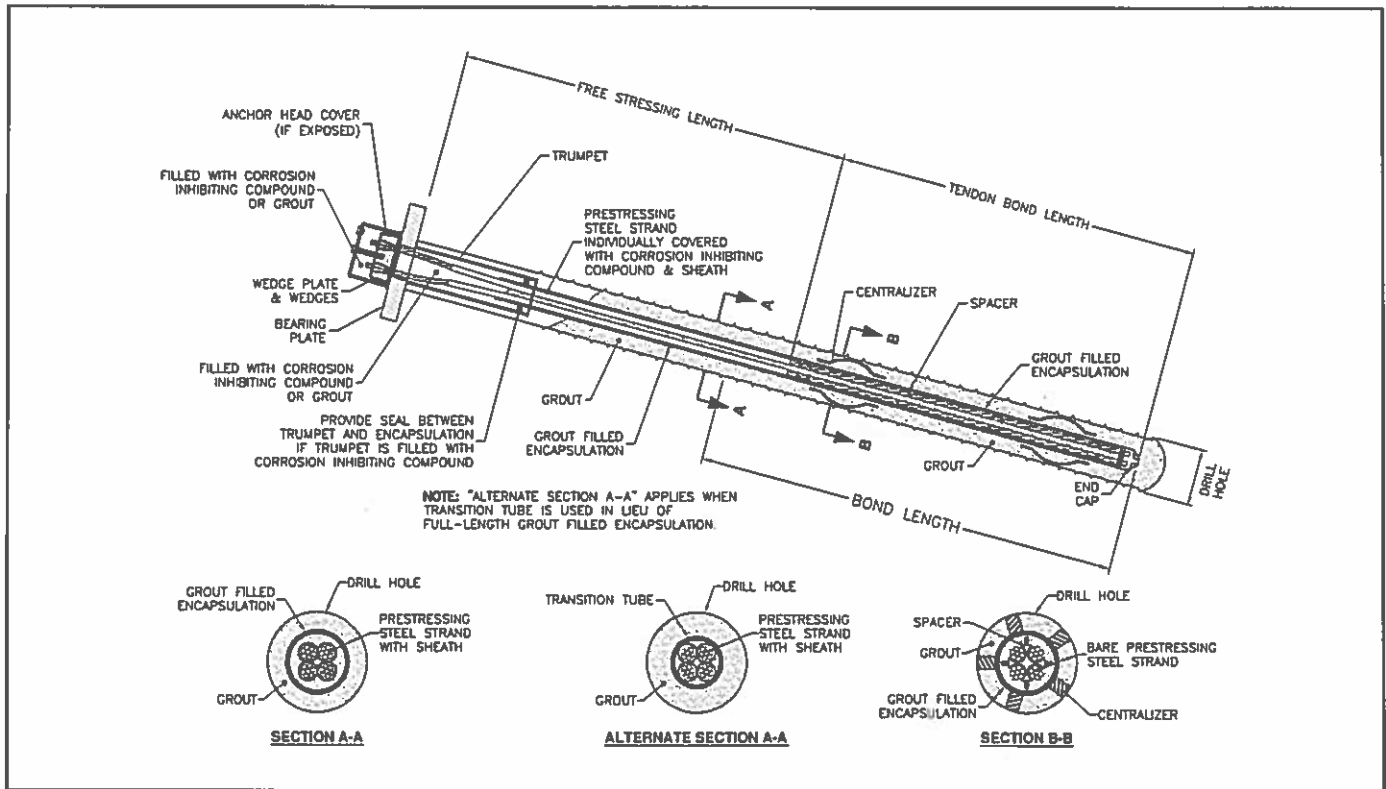 FREE STRESSING LENGTH
TENDON BOND LENGTH
ANCHOR HEAD COVER
(IF EXPOSED)
TRUMPET
FILLED WITH CORROSION
INHIBITING COMPOUND
OR GROUT
PRESTRESSING
STEEL STRAND
INDIVIDUALLY COVERED
WITH CORROSION INHIBITING
COMPOUND & SHEATH
WEDGE PLATE
& WEDGES
BEARING
PLATE
A
CENTRALIZER
B
SPACER
GROUT FILLED
ENCAPSULATION
FILLED WITH CORROSION
INHIBITING COMPOUND
OR GROUT
GROUT
A
PROVIDE SEAL BETWEEN
TRUMPET AND ENCAPSULATION
IF TRUMPET IS FILLED WITH
CORROSION INHIBITING COMPOUND
GROUT FILLED
ENCAPSULATION
B
GROUT
END
CAP
DRILL
HOLE
BOND LENGTH
NOTE: "ALTERNATE SECTION A-A" APPLIES WHEN
TRANSITION TUBE IS USED IN LIEU OF
FULL-LENGTH GROUT FILLED ENCAPSULATION.
GROUT FILLED
ENCAPSULATION
DRILL HOLE
PRESTRESSING
STEEL STRAND
WITH SHEATH
GROUT
SECTION A-A
TRANSITION TUBE
DRILL HOLE
PRESTRESSING
STEEL STRAND
WITH SHEATH
GROUT
ALTERNATE SECTION A-A
DRILL HOLE
SPACER
GROUT
BARE PRESTRESSING
STEEL STRAND
GROUT FILLED
ENCAPSULATION
CENTRALIZER
SECTION B-B